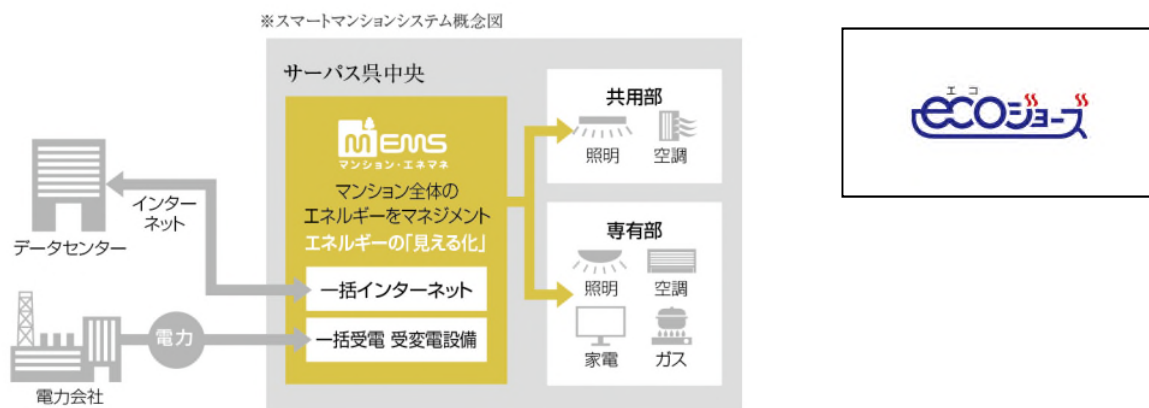 ※スマートマンションシステム概念図
サーパス呉中央
MEMS
マンション・エネマネ
マンション全体の
エネルギーをマネジメント
エネルギーの「見える化」
一括インターネット
一括受電 受変電設備
データセンター
インター
ネット
電力会社
電力
共用部
照明
空調
専有部
照明
空調
家電
ガス
エコ
ecoジョーズ